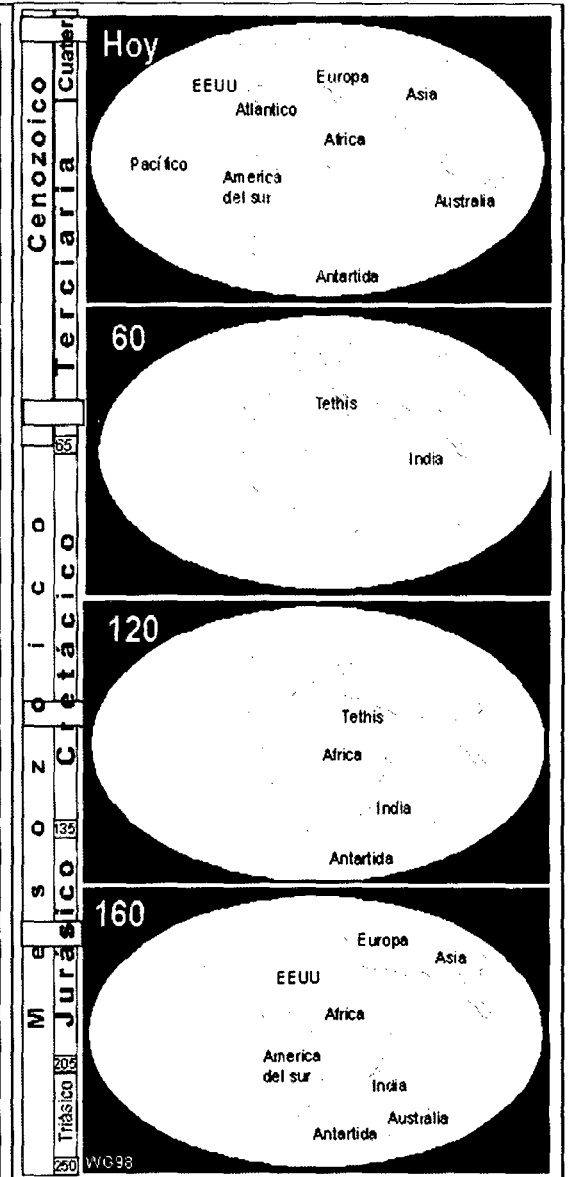 Cenozoico
Cuater
Terciaria
Mesozoico
65
Cretácico
135
Jurásico
205
Triásico
250
Hoy
EEUU
Europa
Asia
Atlantico
Africa
Pacífico
America
del sur
Australia
Antartida
60
Tethis
India
120
Tethis
Africa
India
Antartida
160
Europa
Asia
EEUU
Africa
America
del sur
India
Australia
Antartida
WG98